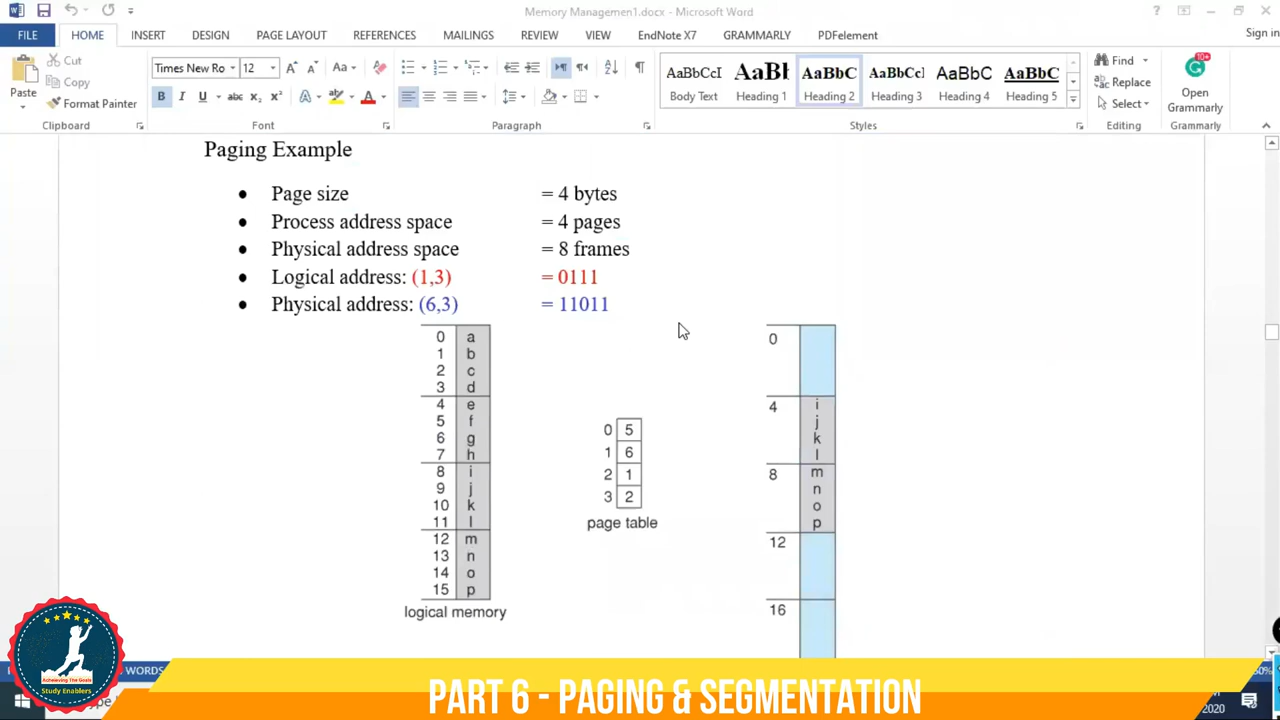 Memory Managemen1.docx - Microsoft Word
Sign in
FILE HOME INSERT DESIGN PAGE LAYOUT REFERENCES MAILINGS REVIEW VIEW EndNote X7 GRAMMARLY PDFelement
Paste
Cut
Copy
Format Painter
Clipboard
Times New Ro 12
Font
Paragraph
AaBbCcI AaBl AaBbC AaBbCcI AaBbC AaBbC
Body Text Heading 1 Heading 2 Heading 3 Heading 4 Heading 5
Styles
Find
Replace
Select
Editing
10+
Open
Grammarly
Grammarly
Paging Example
• Page size = 4 bytes
• Process address space = 4 pages
• Physical address space = 8 frames
• Logical address: (1,3) = 0111
• Physical address: (6,3) = 11011
0 a
1 b
2 c
3 d
4 e
5 f
6 g
7 h
8 i
9 j
10 k
11 l
12 m
13 n
14 o
15 p
logical memory
0 5
1 6
2 1
3 2
page table
0
4 i
j
k
l
8 m
n
o
p
12
16
Achieveing The Goals
Study Enablers
WORDS
2020
PART 6 - PAGING & SEGMENTATION